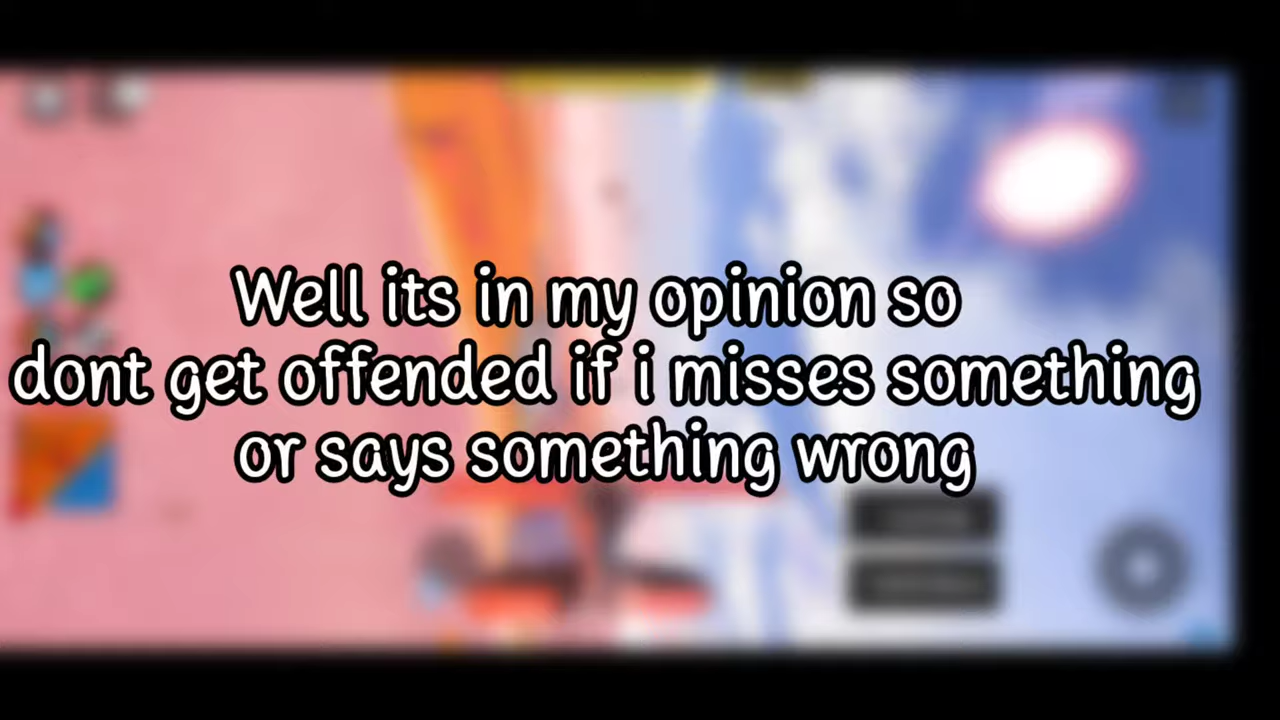 Well its in my opinion so
dont get offended if i misses something
or says something wrong